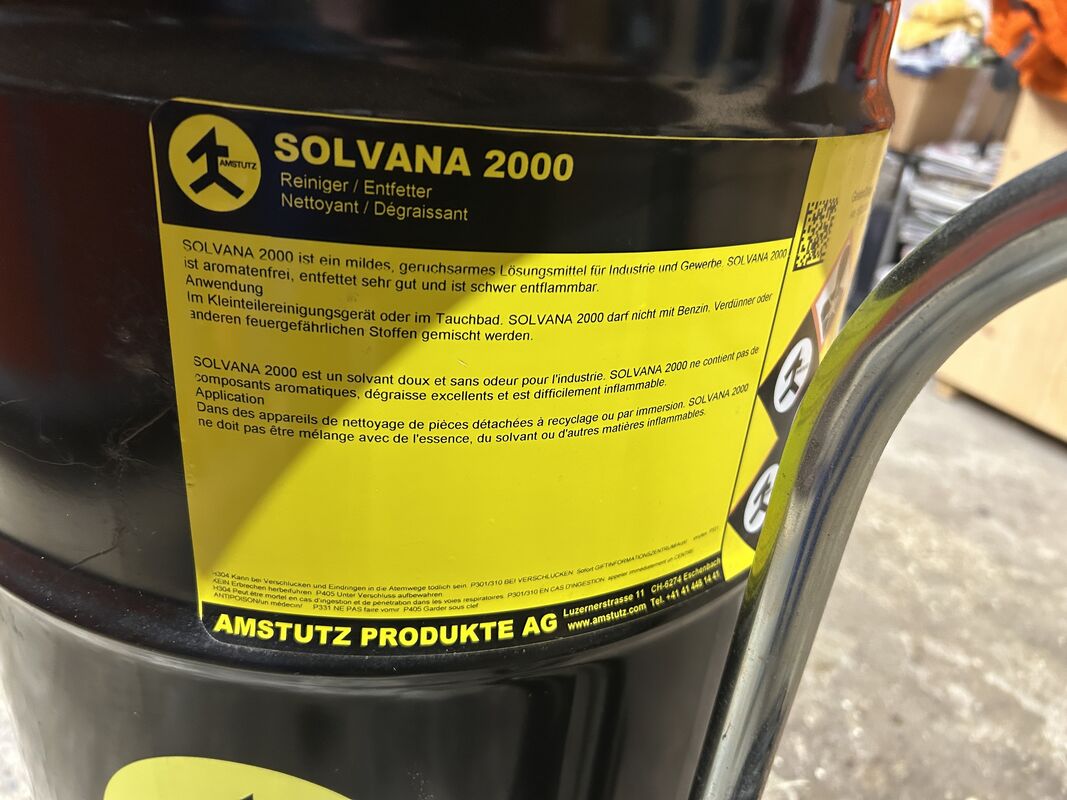 AMSTUTZ
SOLVANA 2000
Reiniger / Entfetter
Nettoyant / Dégraissant
SOLVANA 2000 ist ein mildes, geruchsarmes Lösungsmittel für Industrie und Gewerbe. SOLVANA 2000
ist aromatenfrei, entfettet sehr gut und ist schwer entflammbar.
Anwendung
Im Kleinteilereinigungsgerät oder im Tauchbad. SOLVANA 2000 darf nicht mit Benzin. Verdünner oder
anderen feuergefährlichen Stoffen gemischt werden.
SOLVANA 2000 est un solvant doux et sans odeur pour l'industrie. SOLVANA 2000 ne contient pas de
composants aromatiques, dégraisse excellents et est difficilement inflammable.
Application
Dans des appareils de nettoyage de pièces détachées à recyclage ou par immersion. SOLVANA 2000
ne doit pas être mélange avec de l'essence, du solvant ou d'autres matières inflammables.
H304 Kann bei Verschlucken und Eindringen in die Atemwege tödlich sein. P301/310 BEI VERSCHLUCKEN: Sofort GIFTINFORMATIONSZENTRUM/Arzt anrufen. P331
KEIN Erbrechen herbeiführen. P405 Unter Verschluss aufbewahren.
H304 Peut être mortel en cas d'ingestion et de pénétration dans les voies respiratoires. P301/310 EN CAS D'INGESTION: appeler immédiatement un CENTRE
ANTIPOISON/un médecin/ P331 NE PAS faire vomir. P405 Garder sous clef
AMSTUTZ PRODUKTE AG
Luzernerstrasse 11 CH-6274 Eschenbach
www.amstutz.com Tel. +41 41 448 14 41